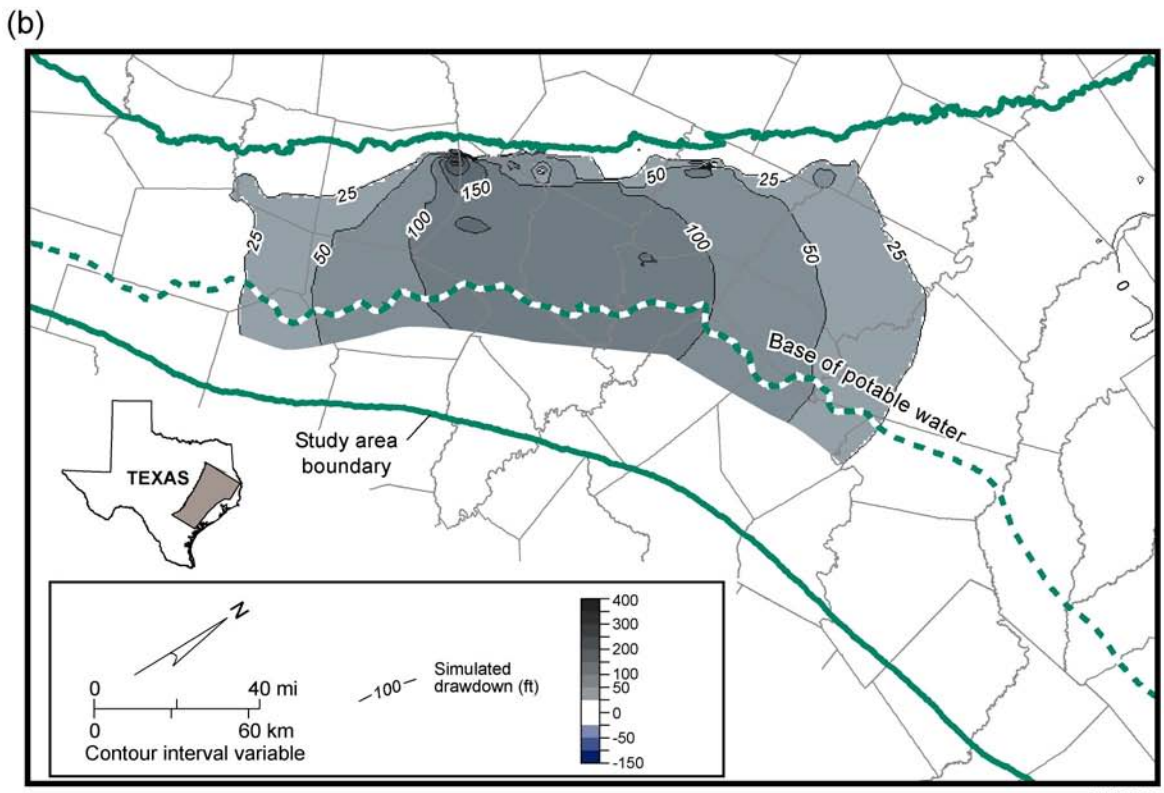 (b)
25
150
50
25
25
100
50
100
50
25
0
Base of potable water
Study area
boundary
TEXAS
N
0 40 mi
0 60 km
Contour interval variable
100
Simulated
drawdown (ft)
400
300
200
100
50
0
-50
-150